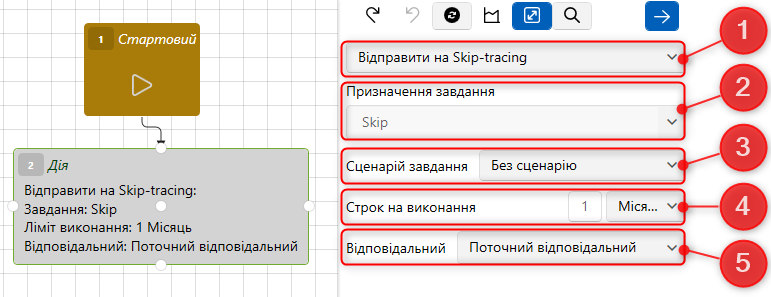 1 Стартовий
2 Дія
Відправити на Skip-tracing:
Завдання: Skip
Ліміт виконання: 1 Місяць
Відповідальний: Поточний відповідальний
Відправити на Skip-tracing
1
Призначення завдання
Skip
2
Сценарій завдання Без сценарію
3
Строк на виконання 1 Міся...
4
Відповідальний Поточний відповідальний
5